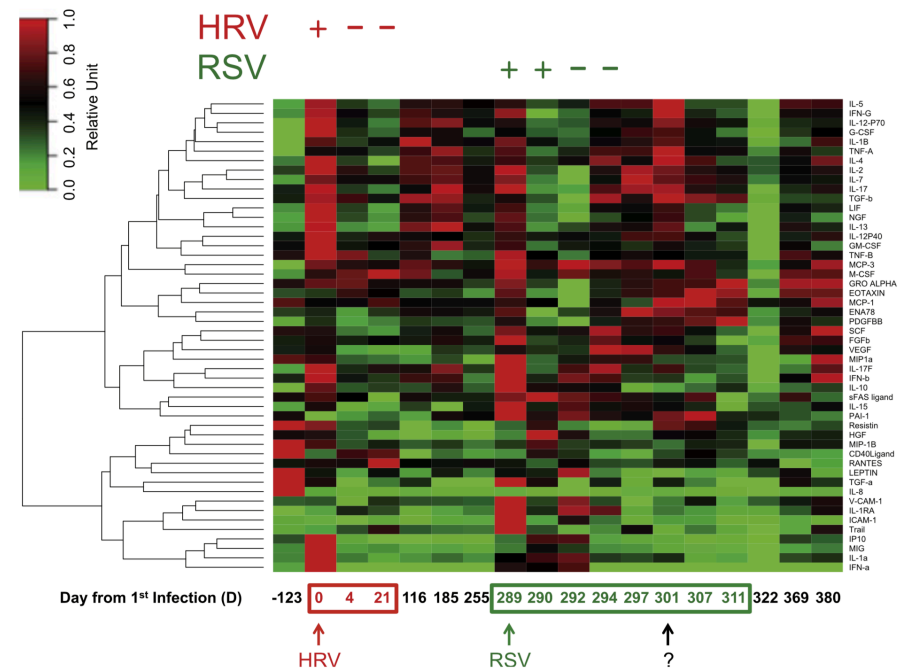 HRV + − −
RSV + + − −
1.0
0.8
0.6
0.4
0.2
0.0
Relative Unit
IL-5
IFN-G
IL-12-P70
G-CSF
IL-1B
TNF-A
IL-4
IL-2
IL-7
IL-17
TGF-b
LIF
NGF
IL-13
IL-12P40
GM-CSF
TNF-B
MCP-3
M-CSF
GRO ALPHA
EOTAXIN
MCP-1
ENA78
PDGFBB
SCF
FGFb
VEGF
MIP1a
IL-17F
IFN-b
IL-10
sFAS ligand
IL-15
PAI-1
Resistin
HGF
MIP-1B
CD40Ligand
RANTES
LEPTIN
TGF-a
IL-8
V-CAM-1
IL-1RA
ICAM-1
Trail
IP10
MIG
IL-1a
IFN-a
Day from 1st Infection (D) -123 0 4 21 116 185 255 289 290 292 294 297 301 307 311 322 369 380
HRV RSV ?